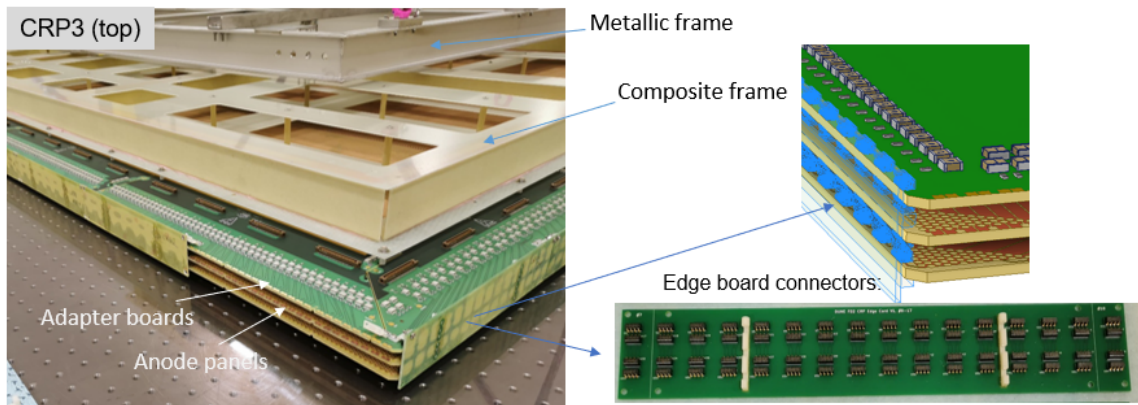 CRP3 (top)
Metallic frame
Composite frame
Adapter boards
Anode panels
Edge board connectors: